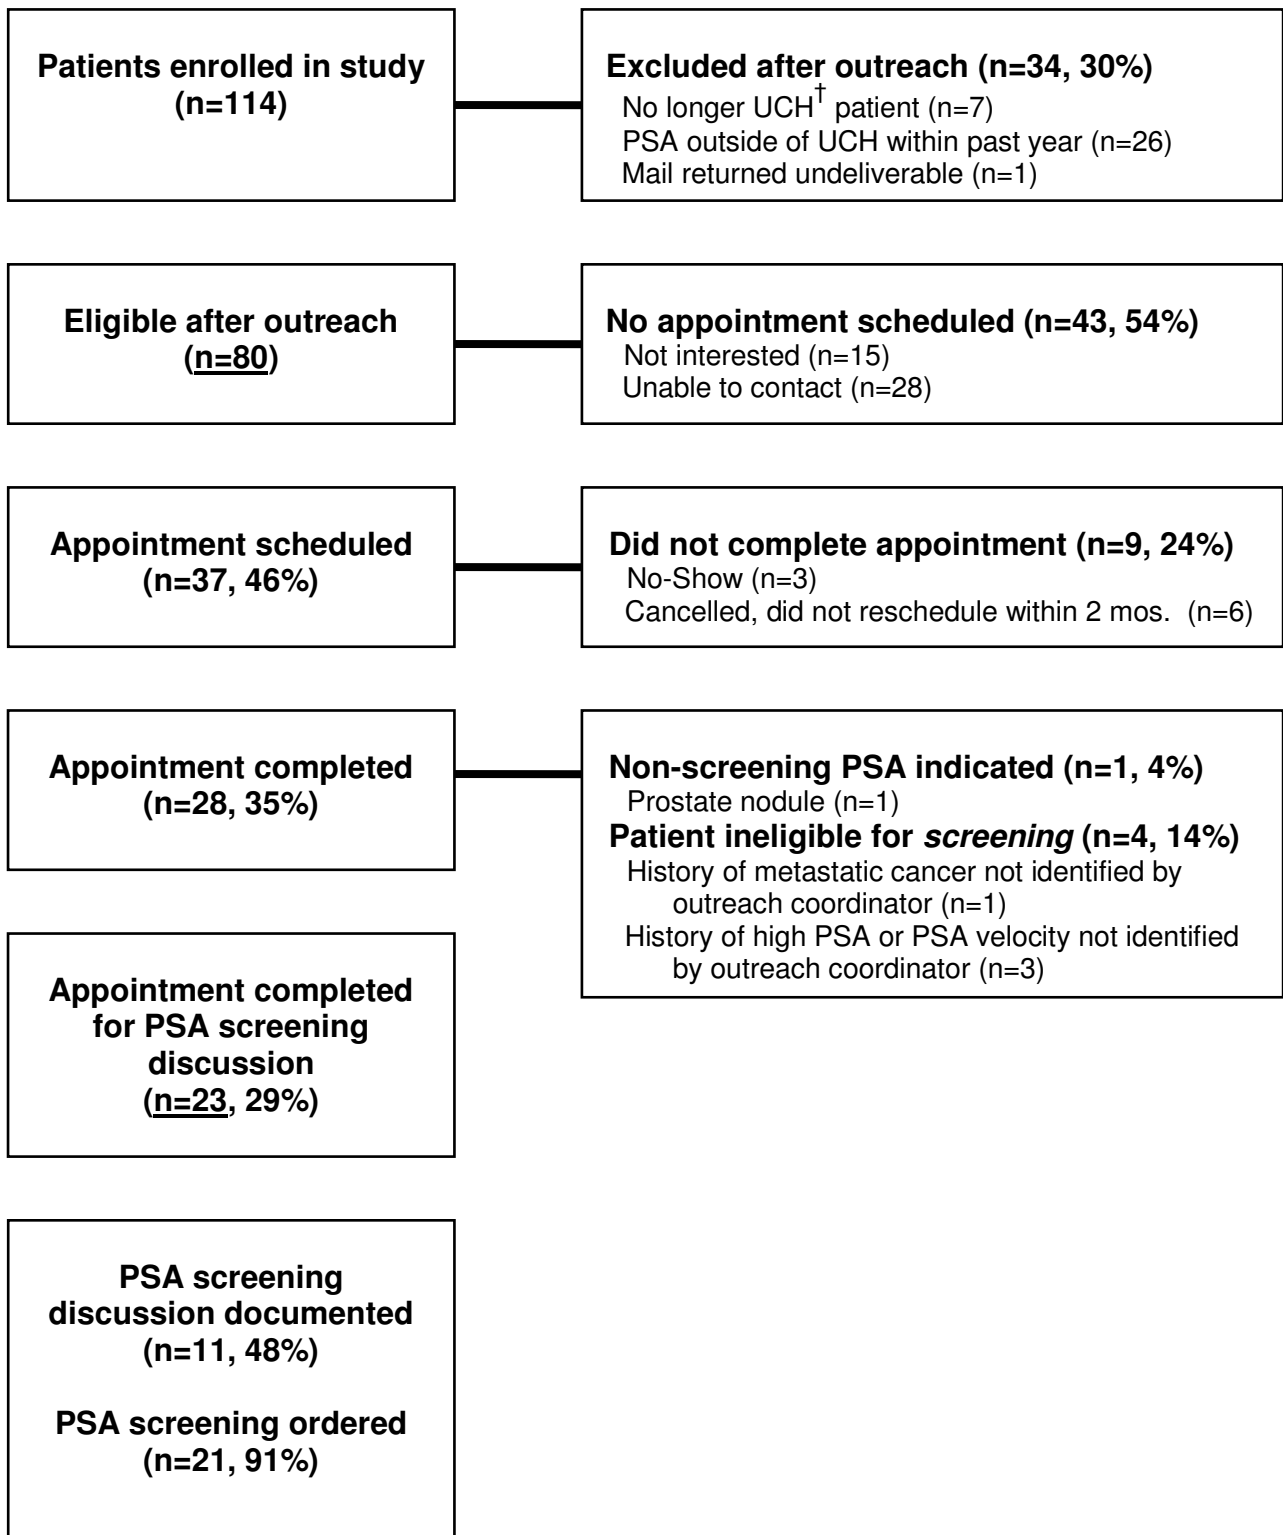 Patients enrolled in study
(n=114)
Excluded after outreach (n=34, 30%)
No longer UCH† patient (n=7)
PSA outside of UCH within past year (n=26)
Mail returned undeliverable (n=1)
Eligible after outreach
(n=80)
No appointment scheduled (n=43, 54%)
Not interested (n=15)
Unable to contact (n=28)
Appointment scheduled
(n=37, 46%)
Did not complete appointment (n=9, 24%)
No-Show (n=3)
Cancelled, did not reschedule within 2 mos. (n=6)
Appointment completed
(n=28, 35%)
Non-screening PSA indicated (n=1, 4%)
Prostate nodule (n=1)
Patient ineligible for screening (n=4, 14%)
History of metastatic cancer not identified by
outreach coordinator (n=1)
History of high PSA or PSA velocity not identified
by outreach coordinator (n=3)
Appointment completed
for PSA screening
discussion
(n=23, 29%)
PSA screening
discussion documented
(n=11, 48%)
PSA screening ordered
(n=21, 91%)